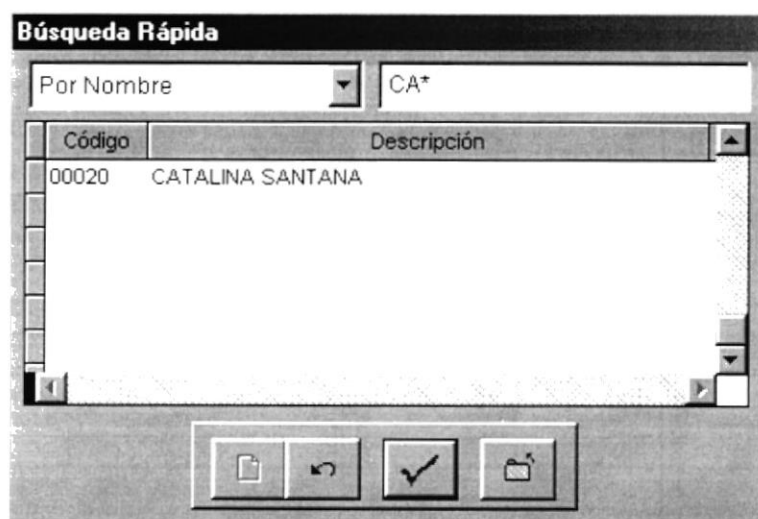 Búsqueda Rápida
Por Nombre CA*
Código Descripción
00020 CATALINA SANTANA